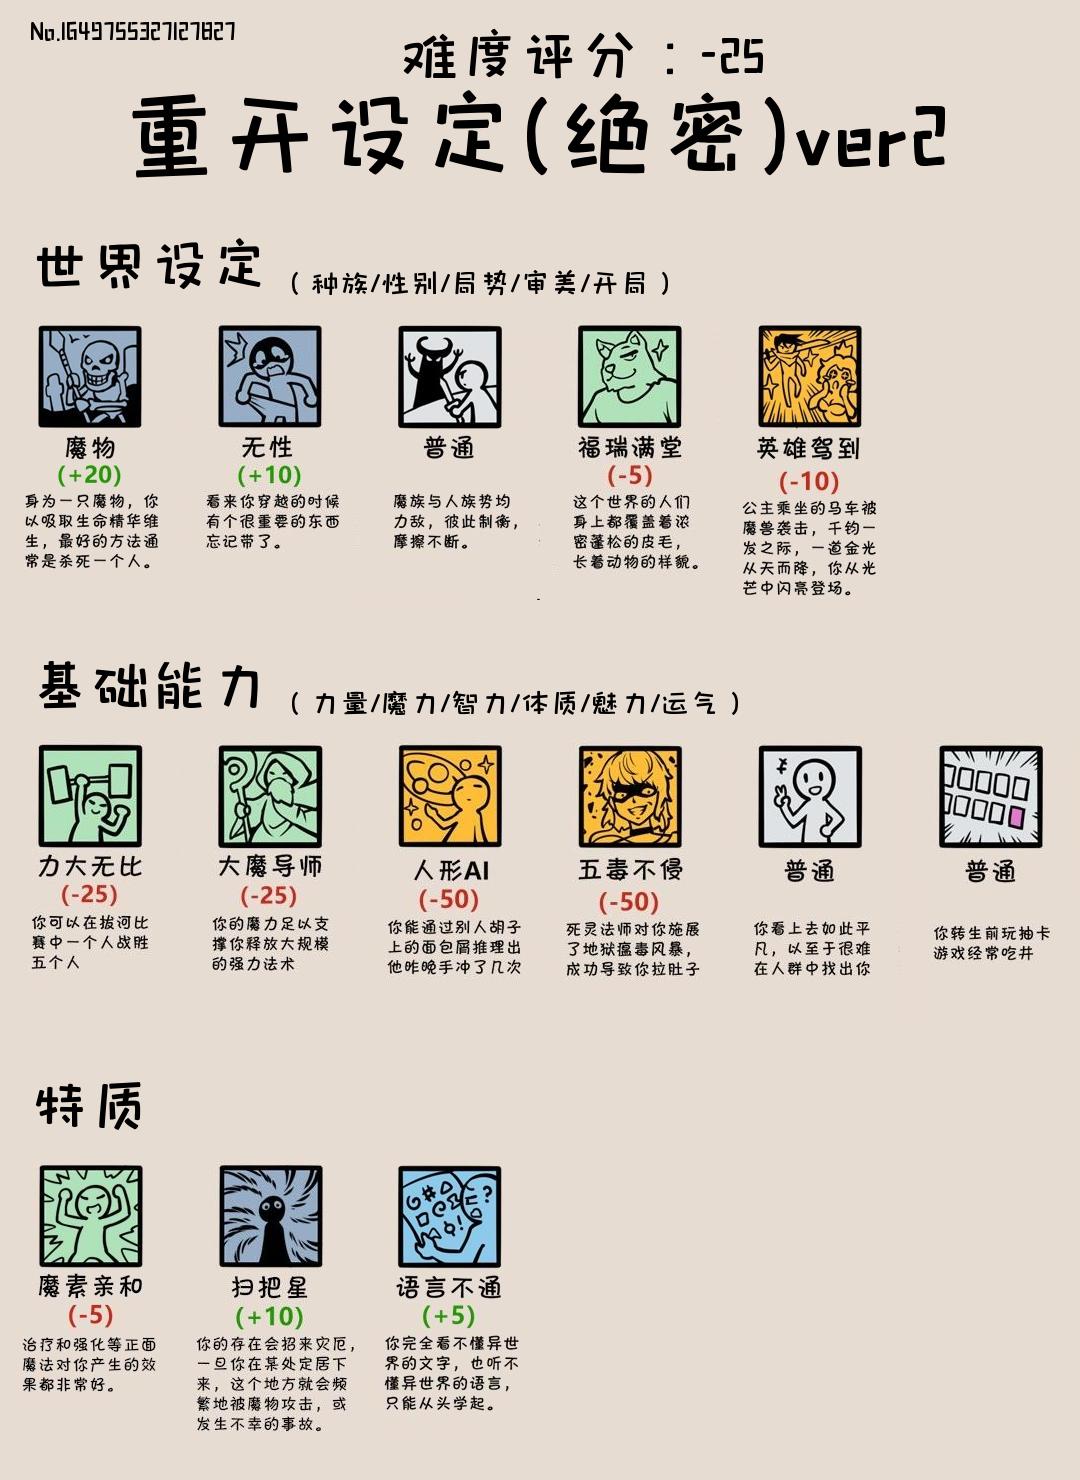 No.1649755327127827
难度评分：-25
重开设定(绝密)ver2
世界设定 (种族/性别/局势/审美/开局)
魔物
(+20)
身为一只魔物，你
以吸取生命精华维
生，最好的方法通
常是杀死一个人。
无性
(+10)
看来你穿越的时候
有个很重要的东西
忘记带了。
普通
魔族与人族势均
力敌，彼此制衡，
摩擦不断。
福瑞满堂
(-5)
这个世界的人们
身上都覆盖着浓
密蓬松的皮毛，
长着动物的样貌。
英雄驾到
(-10)
公主乘坐的马车被
魔兽袭击，千钧一
发之际，一道金光
从天而降，你从光
芒中闪亮登场。
基础能力 (力量/魔力/智力/体质/魅力/运气)
力大无比
(-25)
你可以在拔河比
赛中一个人战胜
五个人
大魔导师
(-25)
你的魔力足以支
撑你释放大规模
的强力法术
人形AI
(-50)
你能通过别人胡子
上的面包屑推理出
他昨晚手冲了几次
五毒不侵
(-50)
死灵法师对你施展
了地狱瘟毒风暴，
成功导致你拉肚子
普通
你看上去如此平
凡，以至于很难
在人群中找出你
普通
你转生前玩抽卡
游戏经常吃井
特质
魔素亲和
(-5)
治疗和强化等正面
魔法对你产生的效
果都非常好。
扫把星
(+10)
你的存在会招来灾厄，
一旦你在某处定居下
来，这个地方就会频
繁地被魔物攻击，或
发生不幸的事故。
语言不通
(+5)
你完全看不懂异世
界的文字，也听不
懂异世界的语言，
只能从头学起。